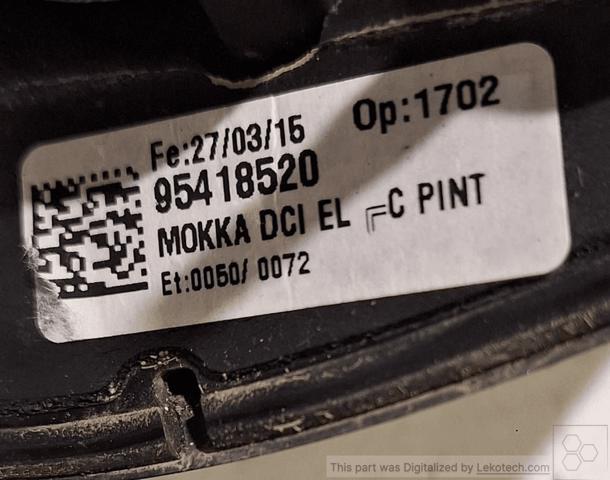 Fe:27/03/15 Op:1702
95418520
MOKKA DCI EL C PINT
Et:0050/ 0072
This part was Digitalized by Lekotech.com